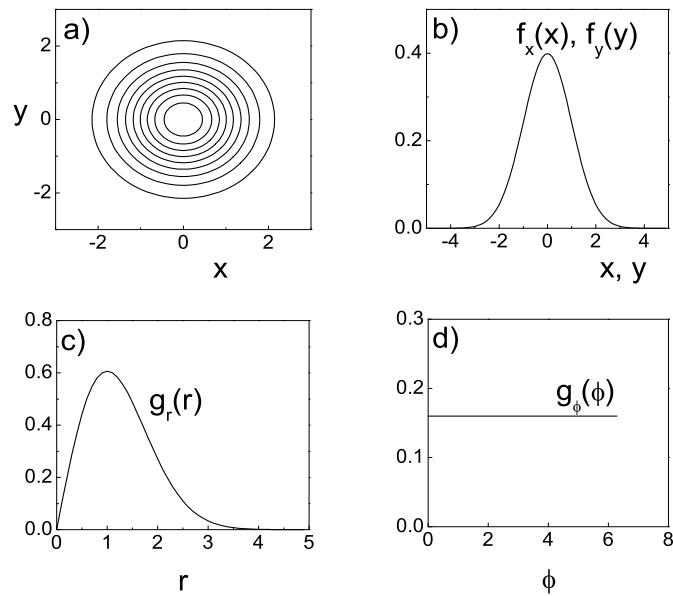 a)
2
0
-2
y
-2 0 2
x
b)
f_x(x), f_y(y)
0.4
0.2
0.0
-4 -2 0 2 4
x, y
c)
0.8
0.6
0.4
0.2
0.0
g_r(r)
0 1 2 3 4 5
r
d)
0.3
0.2
0.1
0.0
g_ϕ(ϕ)
0 2 4 6 8
ϕ